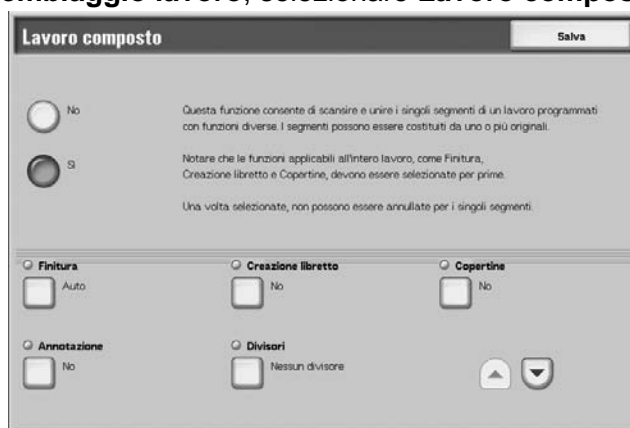 lavoro, selezionare
Lavoro composto
Salva
No
Questa funzione consente di scansire e unire i singoli segmenti di un lavoro programmati
con funzioni diverse. I segmenti possono essere costituiti da uno o più originali.
Sì
Notare che le funzioni applicabili all'intero lavoro, come Finitura,
Creazione libretto e Copertine, devono essere selezionate per prime.
Una volta selezionate, non possono essere annullate per i singoli segmenti.
Finitura
Creazione libretto
Copertine
Auto
No
No
Annotazione
Divisori
No
Nessun divisore